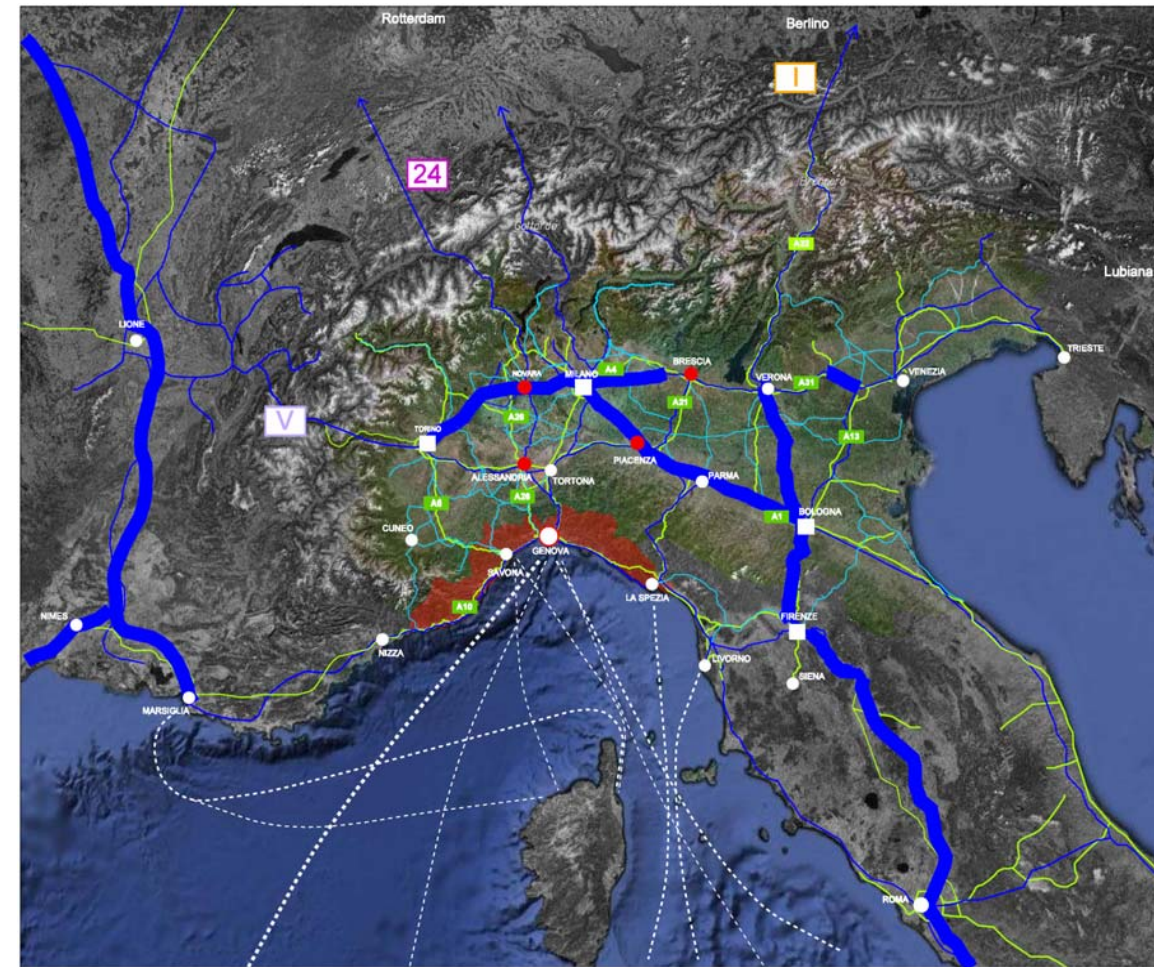 Rotterdam
Berlino
I
24
Gottardo
Brennero
A22
Lubiana
LIONE
TRIESTE
BRESCIA
A4
NOVARA
MILANO
VERONA
A31
VENEZIA
A21
A26
V
TORINO
A13
PIACENZA
ALESSANDRIA
TORTONA
PARMA
A26
A6
A1
BOLOGNA
CUNEO
GENOVA
SAVONA
LA SPEZIA
A10
NIMES
FIRENZE
NIZZA
LIVORNO
SIENA
MARSIGLIA
ROMA